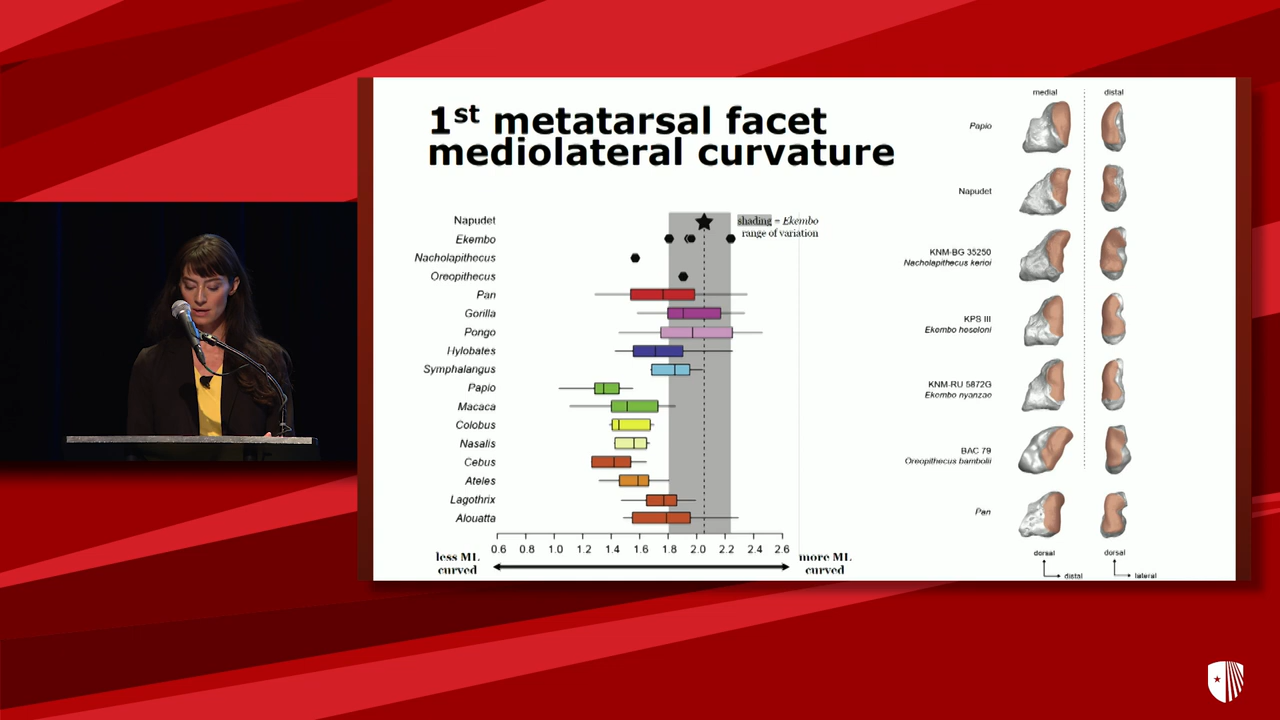 1st metatarsal facet
mediolateral curvature
Napudet
Ekembo
Nacholapithecus
Oreopithecus
Pan
Gorilla
Pongo
Hylobates
Symphalangus
Papio
Macaca
Colobus
Nasalis
Cebus
Ateles
Lagothrix
Alouatta
shading = Ekembo
range of variation
0.6 0.8 1.0 1.2 1.4 1.6 1.8 2.0 2.2 2.4 2.6
less ML
curved
more ML
curved
medial distal
Papio
Napudet
KNM-BG 35250
Nacholapithecus kerioi
KPS III
Ekembo heseloni
KNM-RU 5872G
Ekembo nyanzae
BAC 79
Oreopithecus bambolii
Pan
dorsal dorsal
distal lateral